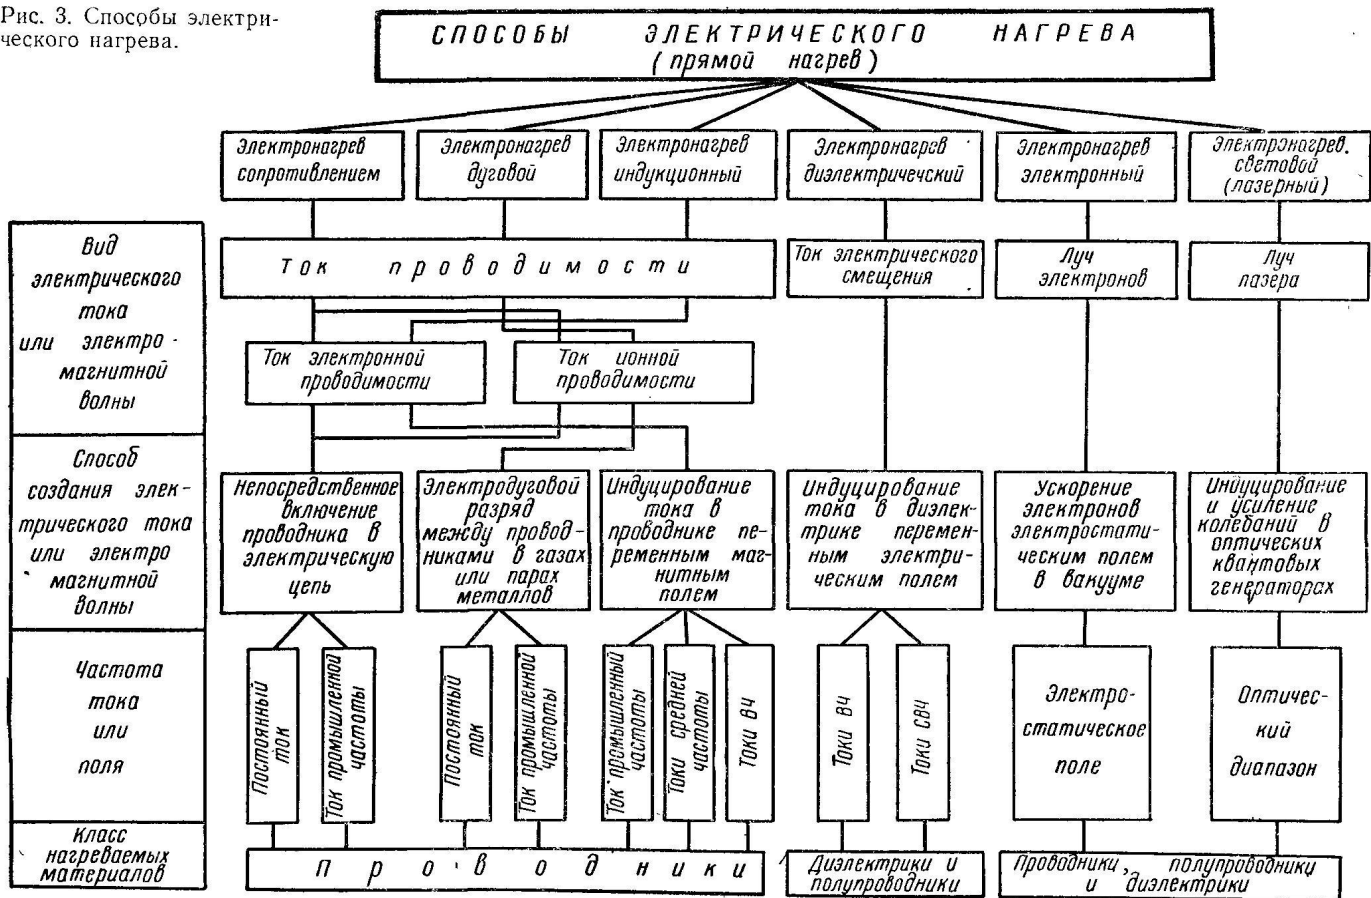 Рис. 3. Способы электри-
ческого нагрева.
СПОСОБЫ ЭЛЕКТРИЧЕСКОГО НАГРЕВА
(прямой нагрев)
Электронагрев
сопротивлением
Электронагрев
дуговой
Электронагрев
индукционный
Электронагрев
диэлектричечский
Электронагрев
электронный
Электронагрев.
световой
(лазерный)
Вид
электрического
тока
или электро-
магнитной
волны
Ток проводимости
Ток электрического
смещения
Луч
электронов
Луч
лазера
Ток электронной
проводимости
Ток ионной
проводимости
Способ
создания элек-
трического тока
или электро
магнитной
волны
Непосредственное
включение
проводника в
электрическую
цепь
Электродуговой
разряд
между провод-
никами в газах
или парах
металлов
Индуцирование
тока в
проводнике пе-
ременным маг-
нитным
полем
Индуцирование
тока в диэлек-
трике перемен-
ным электри-
ческим полем
Ускорение
электронов
электростати-
ческим полем
в вакууме
Индуцирование
и усиление
колебаний в
оптических
квантовых
генераторах
Частота
тока
или
поля
Постоянный
ток
Ток промышленной
частоты
Постоянный
ток
Ток промышленной
частоты
Ток промышленный
частоты
Токи средней
частоты
Токи ВЧ
Токи ВЧ
Токи СВЧ
Электро-
статическое
поле
Оптичес-
кий
диапазон
Класс
нагреваемых
материалов
Проводники
Диэлектрики и
полупроводники
Проводники, полупроводники
и диэлектрики